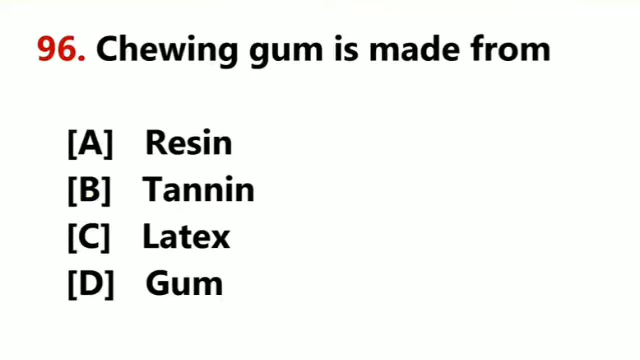 96. Chewing gum is made from
[A] Resin
[B] Tannin
[C] Latex
[D] Gum